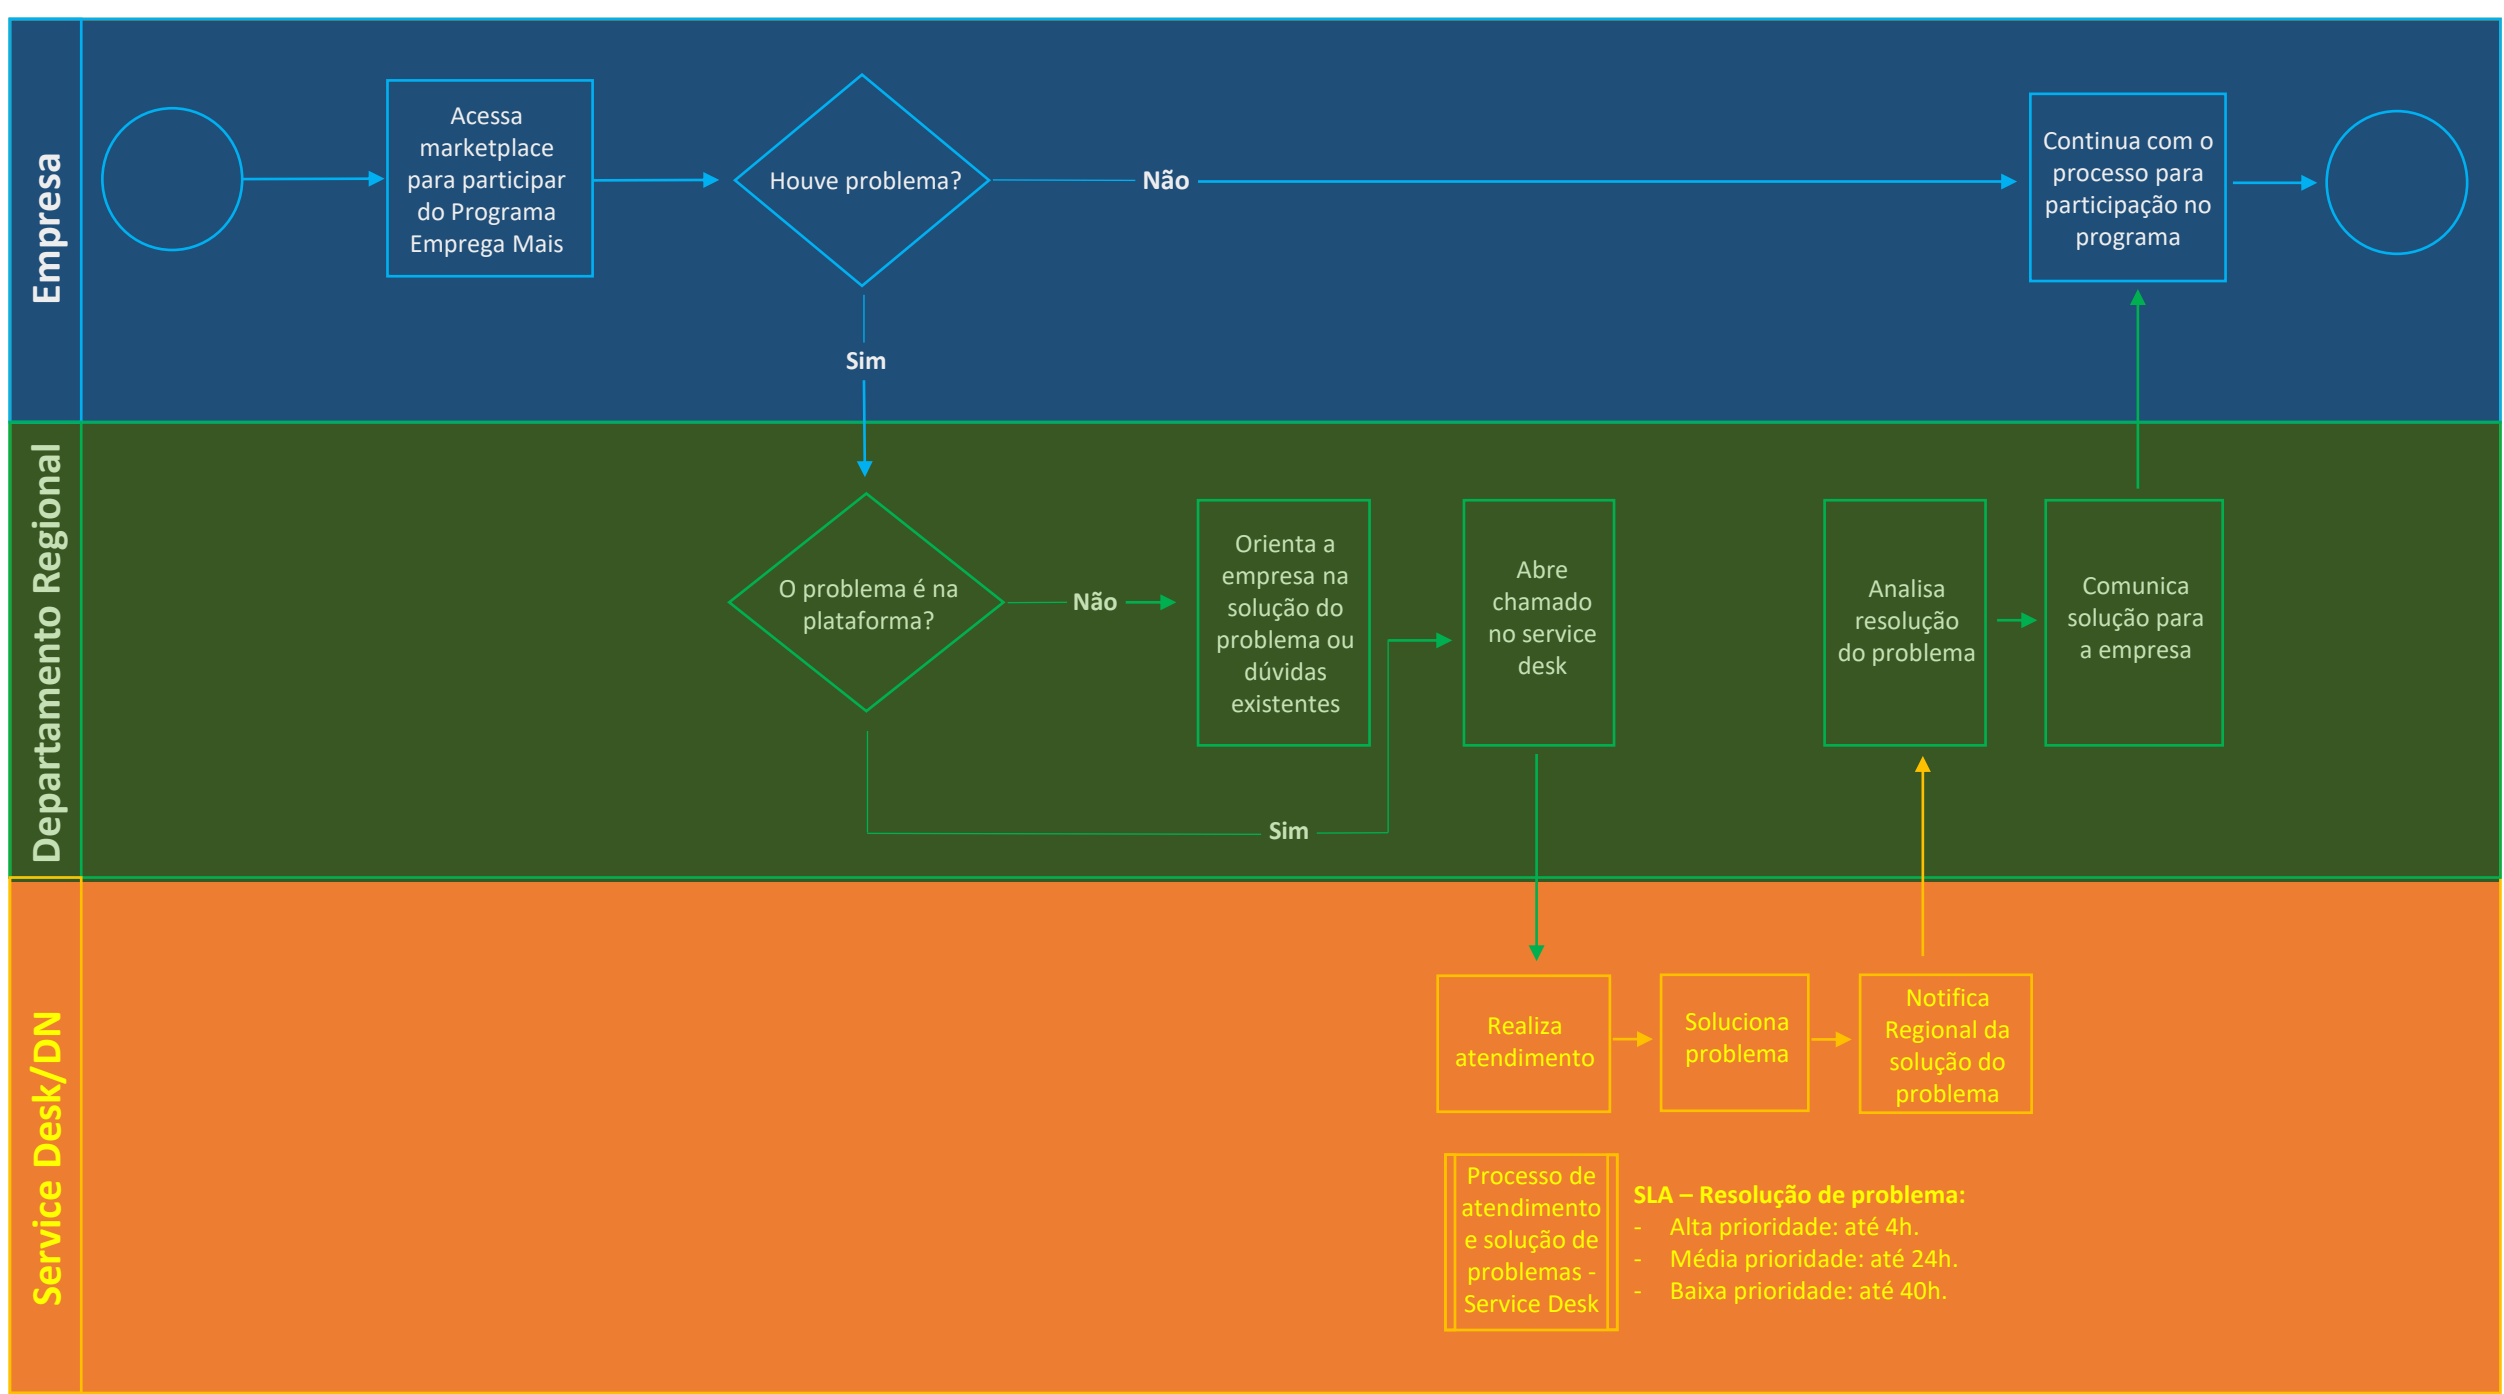 Empresa
Acessa
marketplace
para participar
do Programa
Emprega Mais
Houve problema?
Não
Sim
Continua com o
processo para
participação no
programa
Departamento Regional
O problema é na
plataforma?
Não
Sim
Orienta a
empresa na
solução do
problema ou
dúvidas
existentes
Abre
chamado
no service
desk
Analisa
resolução
do problema
Comunica
solução para
a empresa
Service Desk/DN
Realiza
atendimento
Soluciona
problema
Notifica
Regional da
solução do
problema
Processo de
atendimento
e solução de
problemas -
Service Desk
SLA – Resolução de problema:
- Alta prioridade: até 4h.
- Média prioridade: até 24h.
- Baixa prioridade: até 40h.